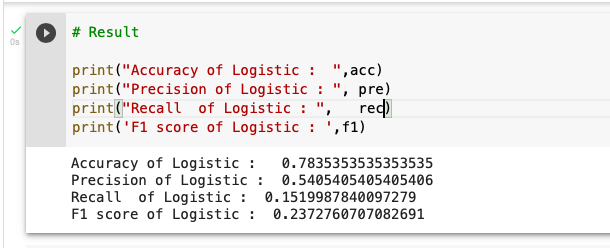 0s
# Result
print("Accuracy of Logistic :  ",acc)
print("Precision of Logistic : ", pre)
print("Recall  of Logistic : ",   rec)
print('F1 score of Logistic : ',f1)
Accuracy of Logistic :   0.7835353535353535
Precision of Logistic :  0.5405405405405406
Recall  of Logistic :  0.1519987840097279
F1 score of Logistic :  0.2372760707082691